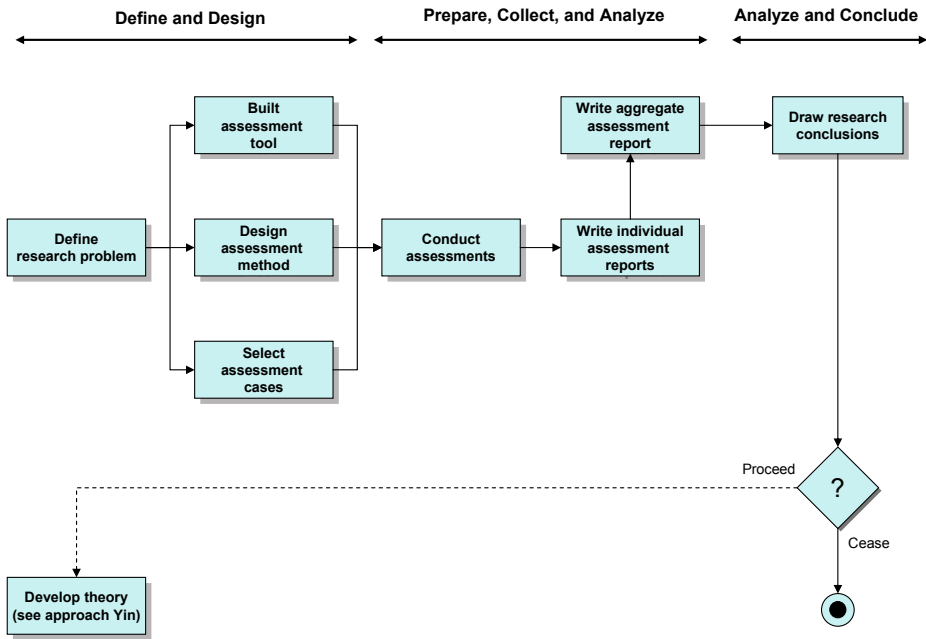 Define and Design
Prepare, Collect, and Analyze
Analyze and Conclude
Built
assessment
tool
Write aggregate
assessment
report
Draw research
conclusions
Define
research problem
Design
assessment
method
Conduct
assessments
Write individual
assessment
reports
Select
assessment
cases
Proceed
?
Cease
Develop theory
(see approach Yin)